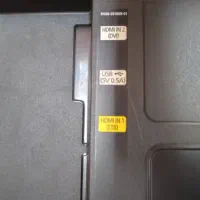 HDMI IN 2
(DVI)
USB
(5V 0.5A)
HDMI IN 1
(STB)